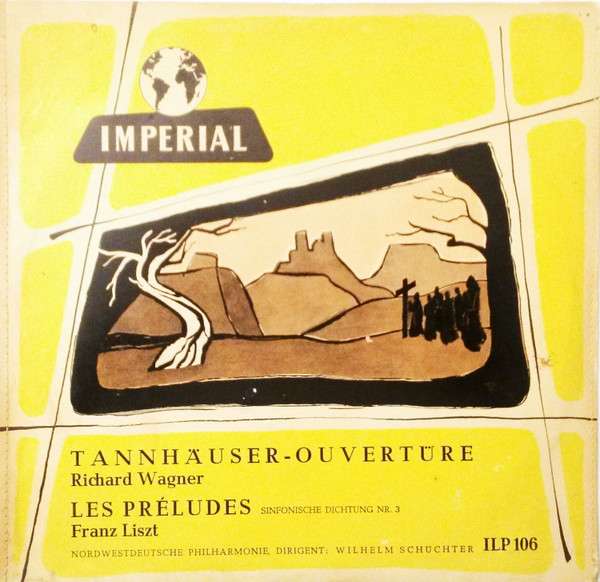 IMPERIAL
TANNHÄUSER-OUVERTÜRE
Richard Wagner
LES PRÉLUDES SINFONISCHE DICHTUNG NR. 3
Franz Liszt
NORDWESTDEUTSCHE PHILHARMONIE, DIRIGENT: WILHELM SCHÜCHTER ILP 106